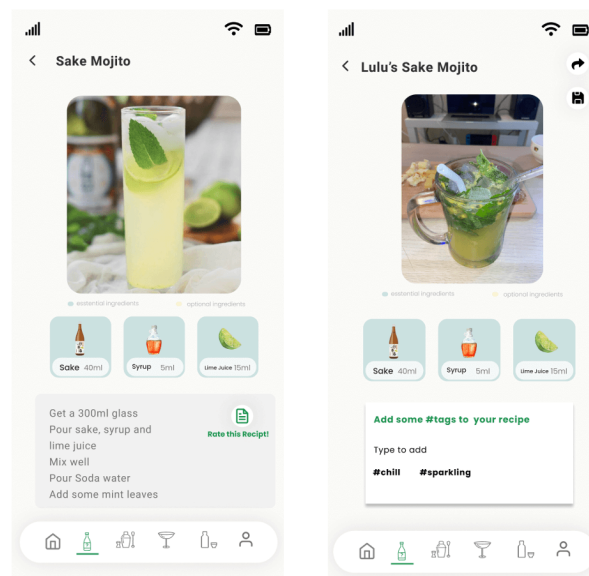 Sake Mojito
exstential ingredients
optional ingredients
Sake 40ml
Syrup 5ml
Lime Juice 15ml
Get a 300ml glass
Pour sake, syrup and
lime juice
Mix well
Pour Soda water
Add some mint leaves
Rate this Recipt!
Lulu's Sake Mojito
exstential ingredients
optional ingredients
Sake 40ml
Syrup 5ml
Lime Juice 15ml
Add some #tags to your recipe
Type to add
#chill #sparkling